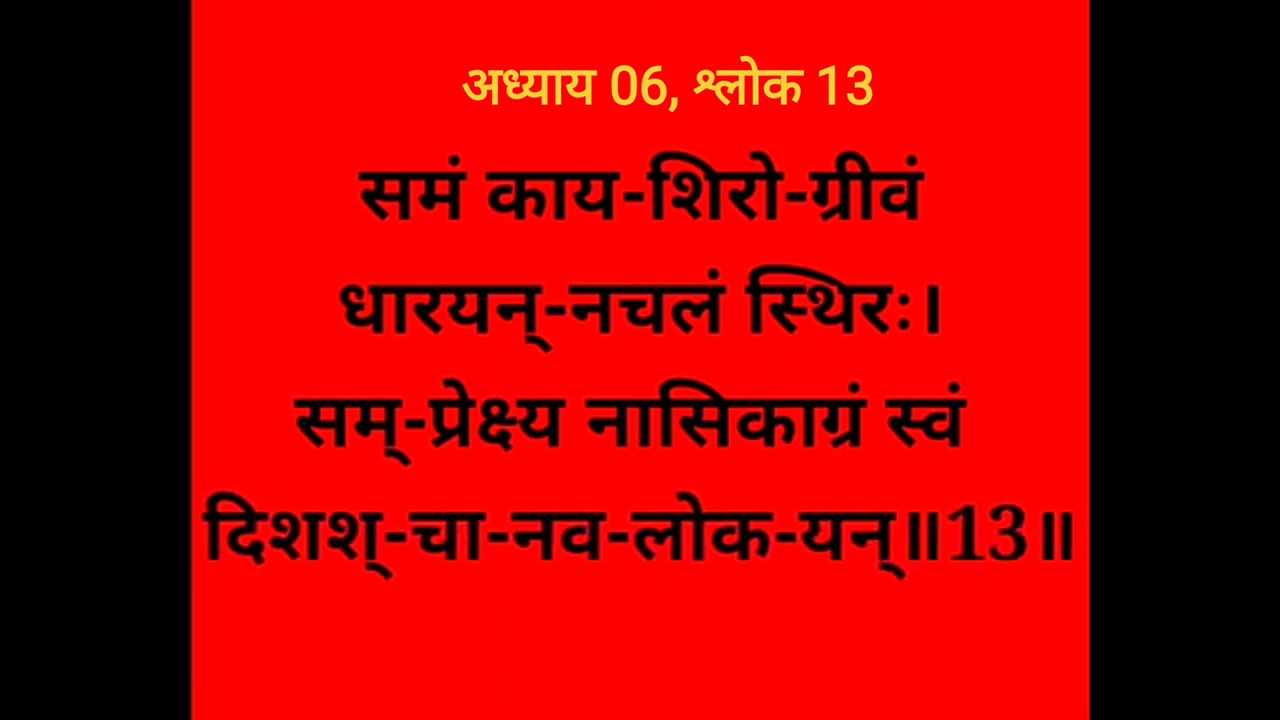 अध्याय 06, श्लोक 13
समं काय-शिरो-ग्रीवं
धारयन्-नचलं स्थिरः।
सम्-प्रेक्ष्य नासिकाग्रं स्वं
दिशश्-चा-नव-लोक-यन्॥13॥